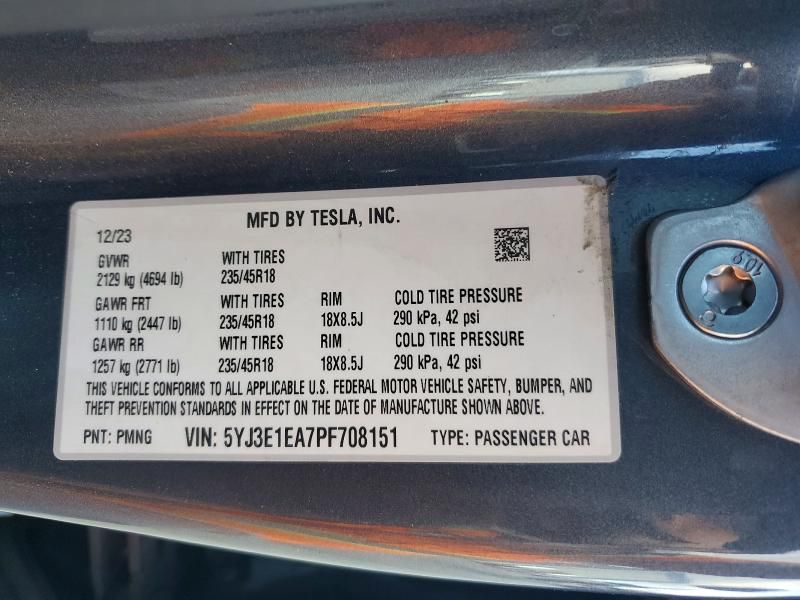 MFD BY TESLA, INC.
12/23
GVWR WITH TIRES
2129 kg (4694 lb) 235/45R18
GAWR FRT WITH TIRES RIM COLD TIRE PRESSURE
1110 kg (2447 lb) 235/45R18 18X8.5J 290 kPa, 42 psi
GAWR RR WITH TIRES RIM COLD TIRE PRESSURE
1257 kg (2771 lb) 235/45R18 18X8.5J 290 kPa, 42 psi
THIS VEHICLE CONFORMS TO ALL APPLICABLE U.S. FEDERAL MOTOR VEHICLE SAFETY, BUMPER, AND
THEFT PREVENTION STANDARDS IN EFFECT ON THE DATE OF MANUFACTURE SHOWN ABOVE.
PNT: PMNG VIN: 5YJ3E1EA7PF708151 TYPE: PASSENGER CAR
10.9